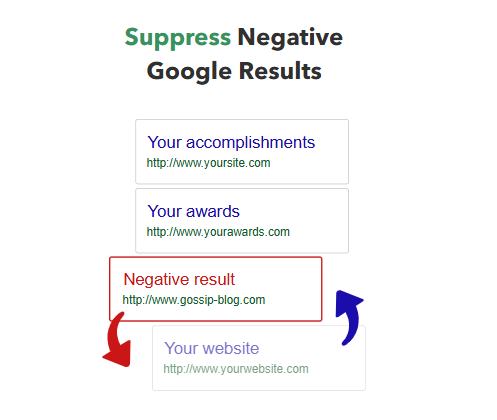 Suppress Negative
Google Results
Your accomplishments
http://www.yoursite.com
Your awards
http://www.yourawards.com
Negative result
http://www.gossip-blog.com
Your website
http://www.yourwebsite.com